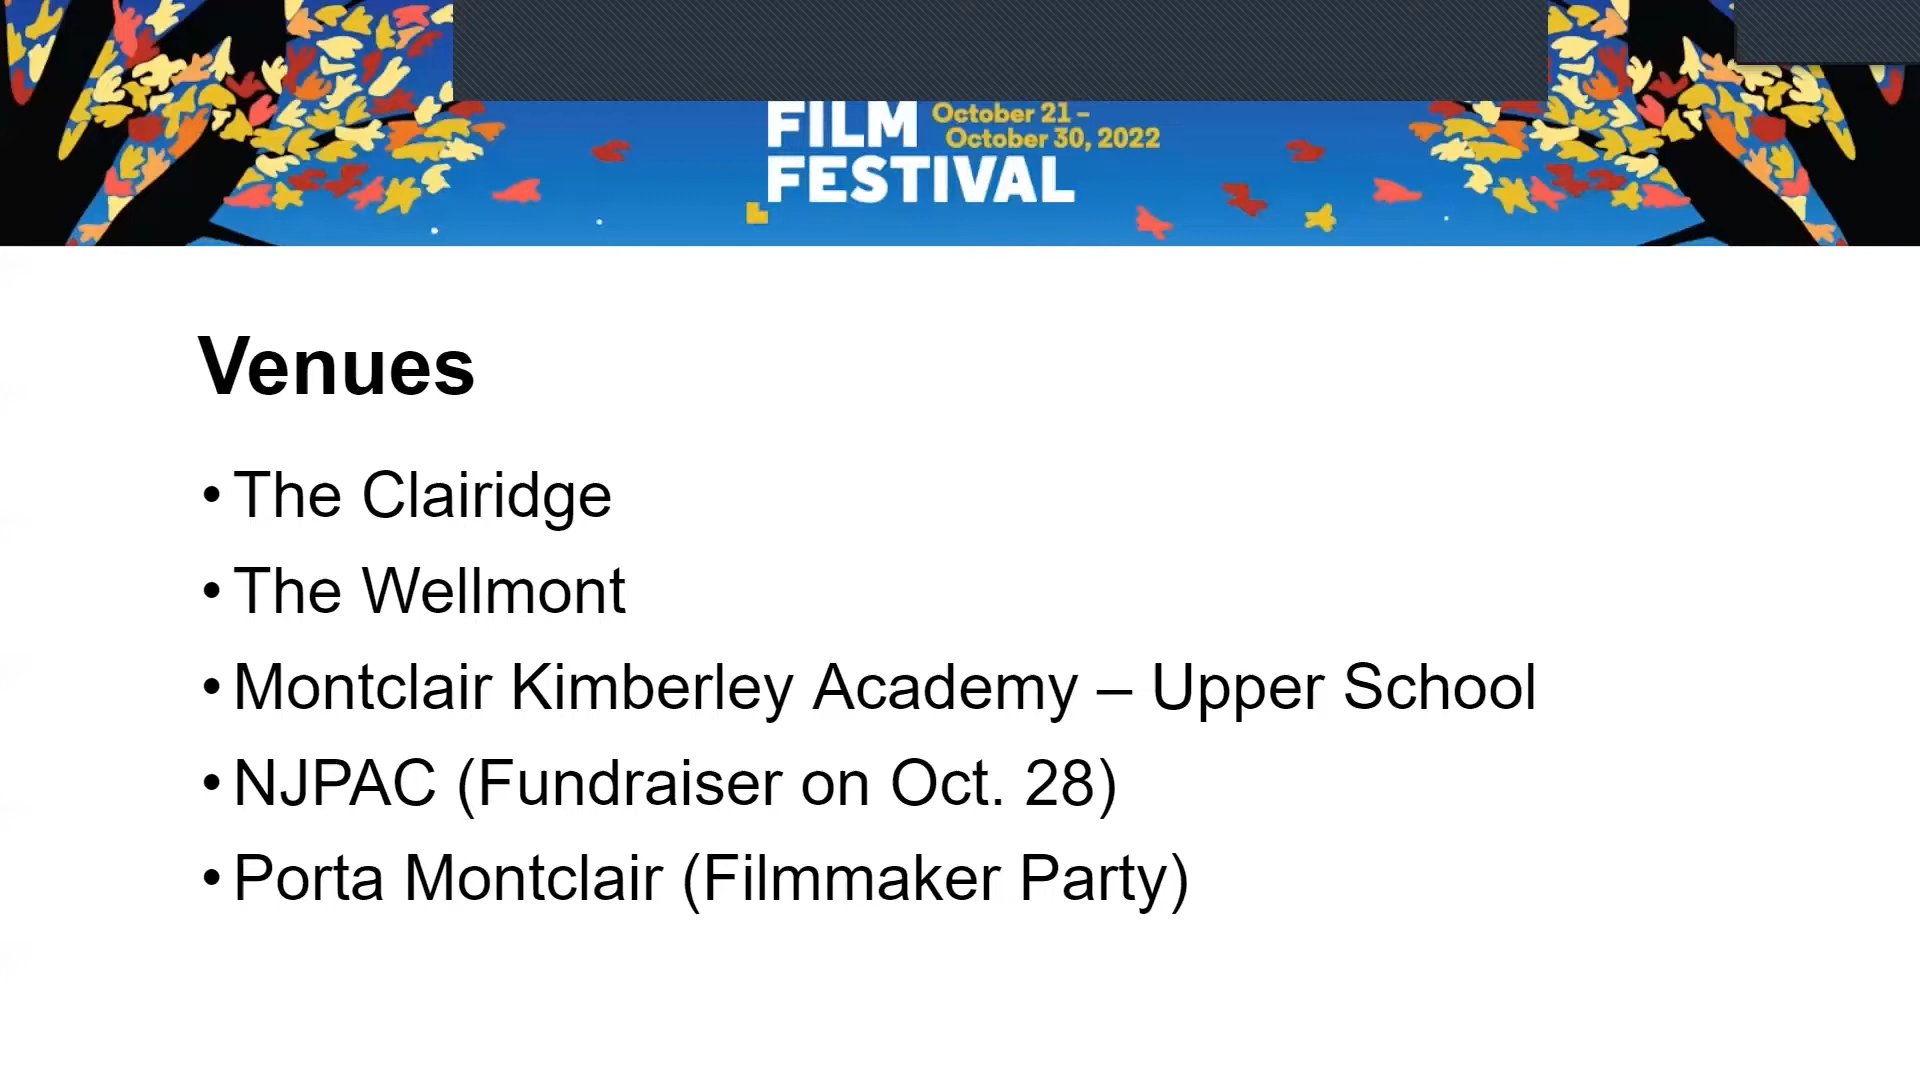 FILM October 21 –
October 30, 2022
FESTIVAL
Venues
• The Clairidge
• The Wellmont
• Montclair Kimberley Academy – Upper School
• NJPAC (Fundraiser on Oct. 28)
• Porta Montclair (Filmmaker Party)